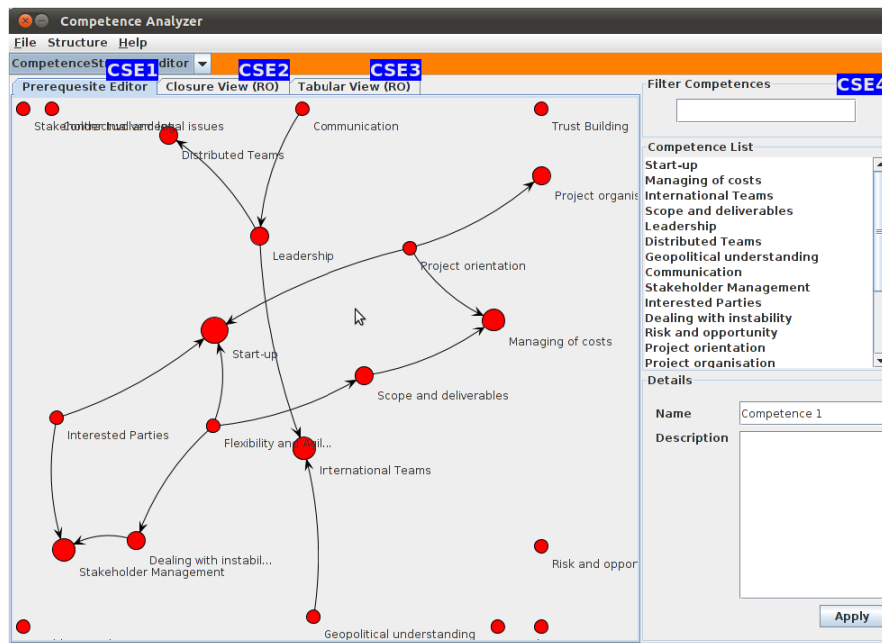 Competence Analyzer
File Structure Help
CompetenceSt
ditor
CSE1
CSE2
CSE3
CSE4
Prerequesite Editor
Closure View (RO)
Tabular View (RO)
Filter Competences
Communication
Trust Building
Distributed Teams
Project organis
Leadership
Project orientation
Start-up
Managing of costs
Scope and deliverables
Interested Parties
Flexibility and Agil...
International Teams
Dealing with instabil...
Stakeholder Management
Risk and oppor
Geopolitical understanding
Competence List
Start-up
Managing of costs
International Teams
Scope and deliverables
Leadership
Distributed Teams
Geopolitical understanding
Communication
Stakeholder Management
Interested Parties
Dealing with instability
Risk and opportunity
Project orientation
Project organisation
Details
Name
Competence 1
Description
Apply